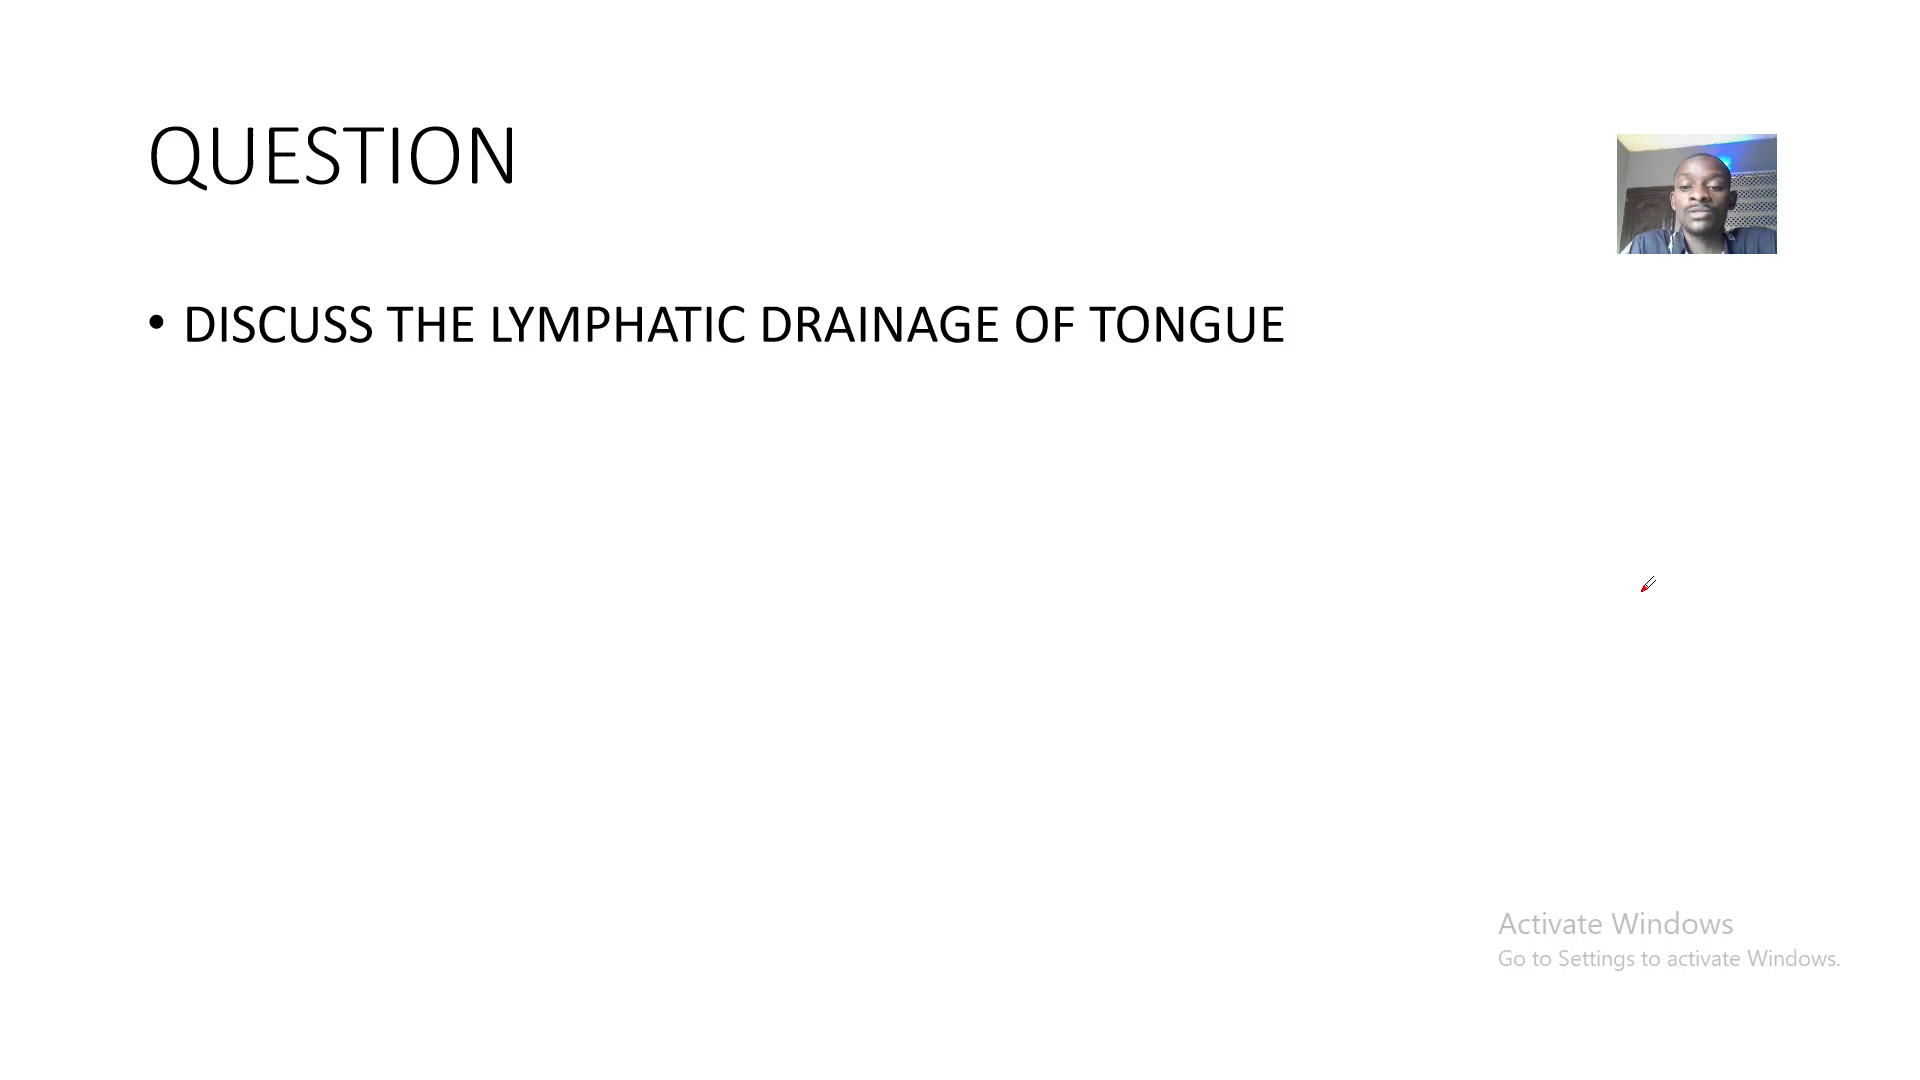 QUESTION
• DISCUSS THE LYMPHATIC DRAINAGE OF TONGUE
Activate Windows
Go to Settings to activate Windows.